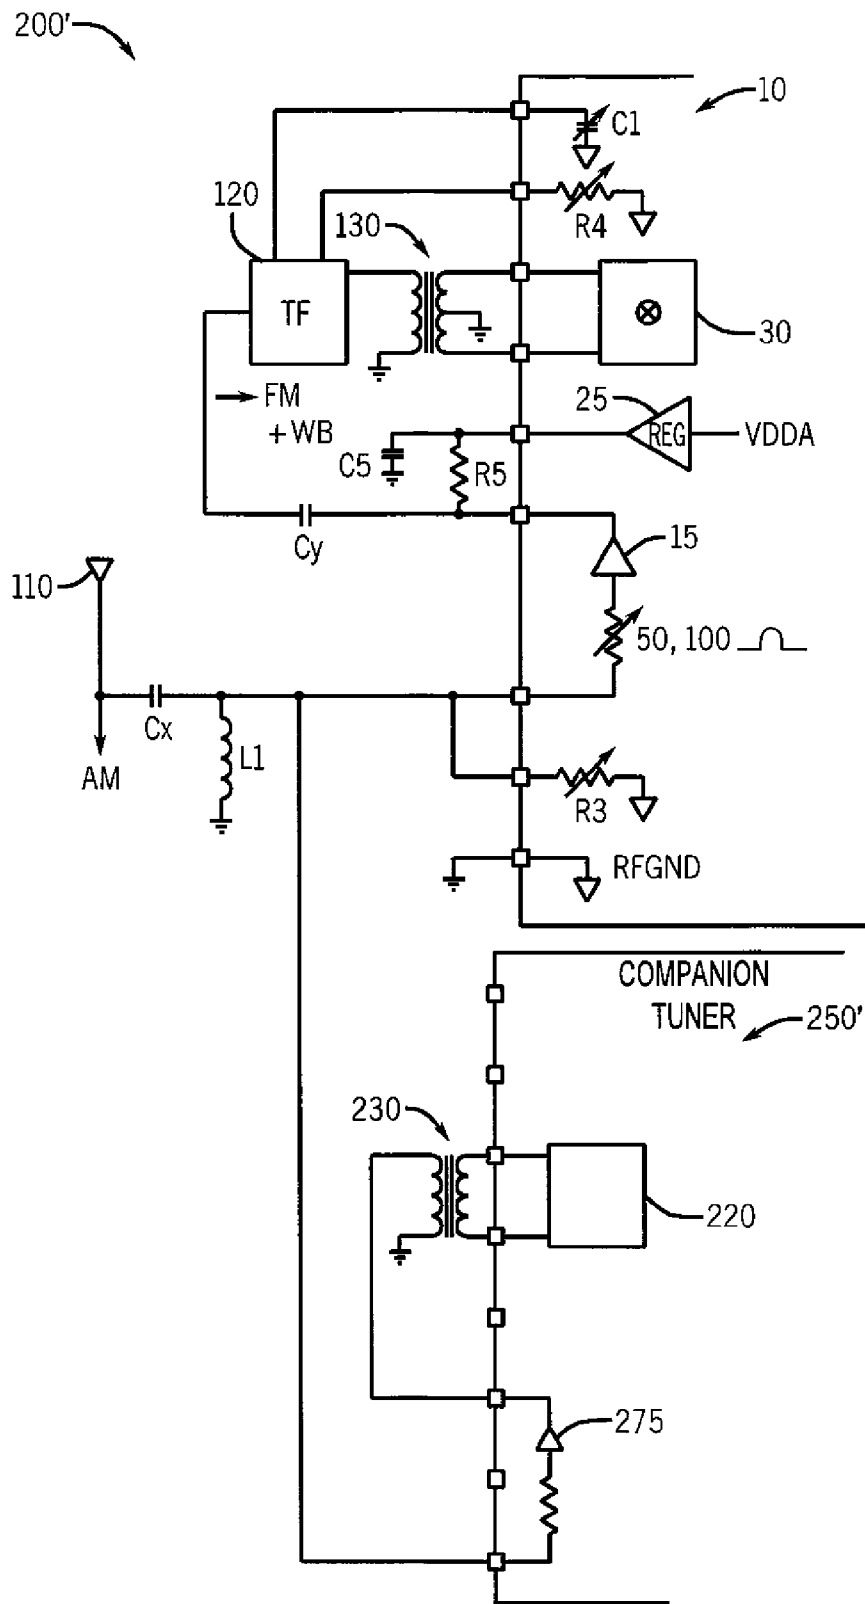 200'
10
C1
120
130
R4
TF
30
FM
+ WB
25
REG
VDDA
C5
R5
Cy
15
110
50, 100
Cx
L1
AM
R3
RFGND
COMPANION
TUNER
250'
230
220
275